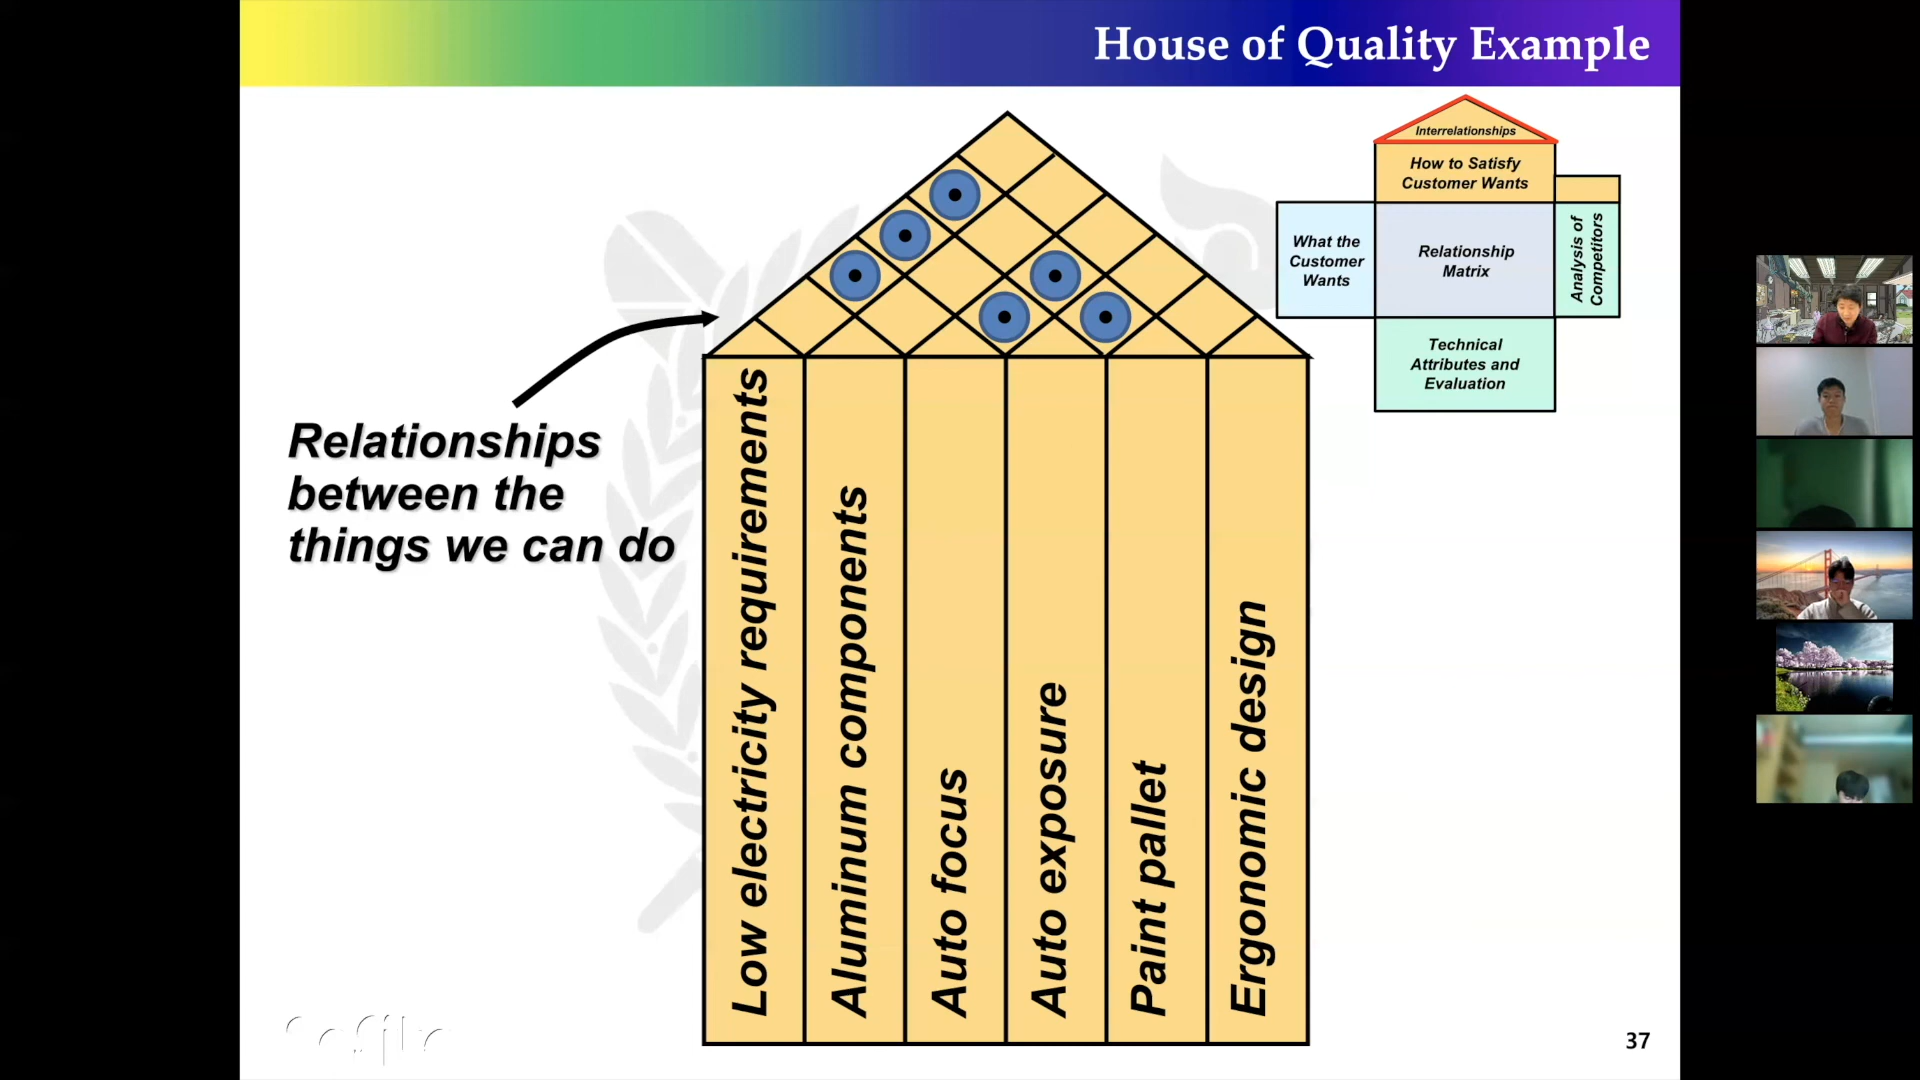 House of Quality Example
Interrelationships
How to Satisfy
Customer Wants
What the
Customer
Wants
Relationship
Matrix
Analysis of
Competitors
Technical
Attributes and
Evaluation
Relationships
between the
things we can do
Low electricity requirements
Aluminum components
Auto focus
Auto exposure
Paint pallet
Ergonomic design
37